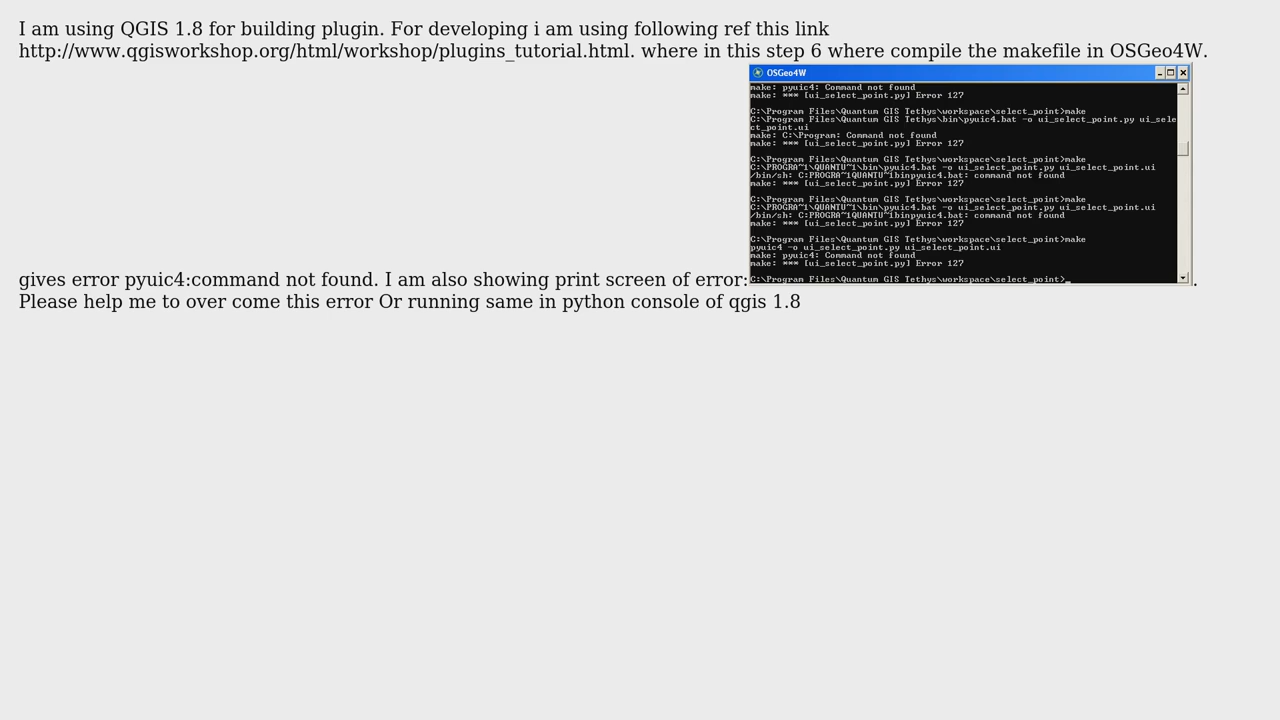 I am using QGIS 1.8 for building plugin. For developing i am using following ref this link
http://www.qgisworkshop.org/html/workshop/plugins_tutorial.html. where in this step 6 where compile the makefile in OSGeo4W.
OSGeo4W
make: pyuic4: Command not found
make: *** [ui_select_point.py] Error 127
C:\Program Files\Quantum GIS Tethys\workspace\select_point>make
C:\Program Files\Quantum GIS Tethys\bin\pyuic4.bat -o ui_select_point.py ui_sele
ct_point.ui
make: C:\Program: Command not found
make: *** [ui_select_point.py] Error 127
C:\Program Files\Quantum GIS Tethys\workspace\select_point>make
C:\PROGRA~1\QUANTU~1\bin\pyuic4.bat -o ui_select_point.py ui_select_point.ui
/bin/sh: C:PROGRA~1QUANTU~1binpyuic4.bat: command not found
make: *** [ui_select_point.py] Error 127
C:\Program Files\Quantum GIS Tethys\workspace\select_point>make
C:\PROGRA~1\QUANTU~1\bin\pyuic4.bat -o ui_select_point.py ui_select_point.ui
/bin/sh: C:PROGRA~1QUANTU~1binpyuic4.bat: command not found
make: *** [ui_select_point.py] Error 127
C:\Program Files\Quantum GIS Tethys\workspace\select_point>make
pyuic4 -o ui_select_point.py ui_select_point.ui
make: pyuic4: Command not found
make: *** [ui_select_point.py] Error 127
C:\Program Files\Quantum GIS Tethys\workspace\select_point>_
gives error pyuic4:command not found. I am also showing print screen of error: .
Please help me to over come this error Or running same in python console of qgis 1.8